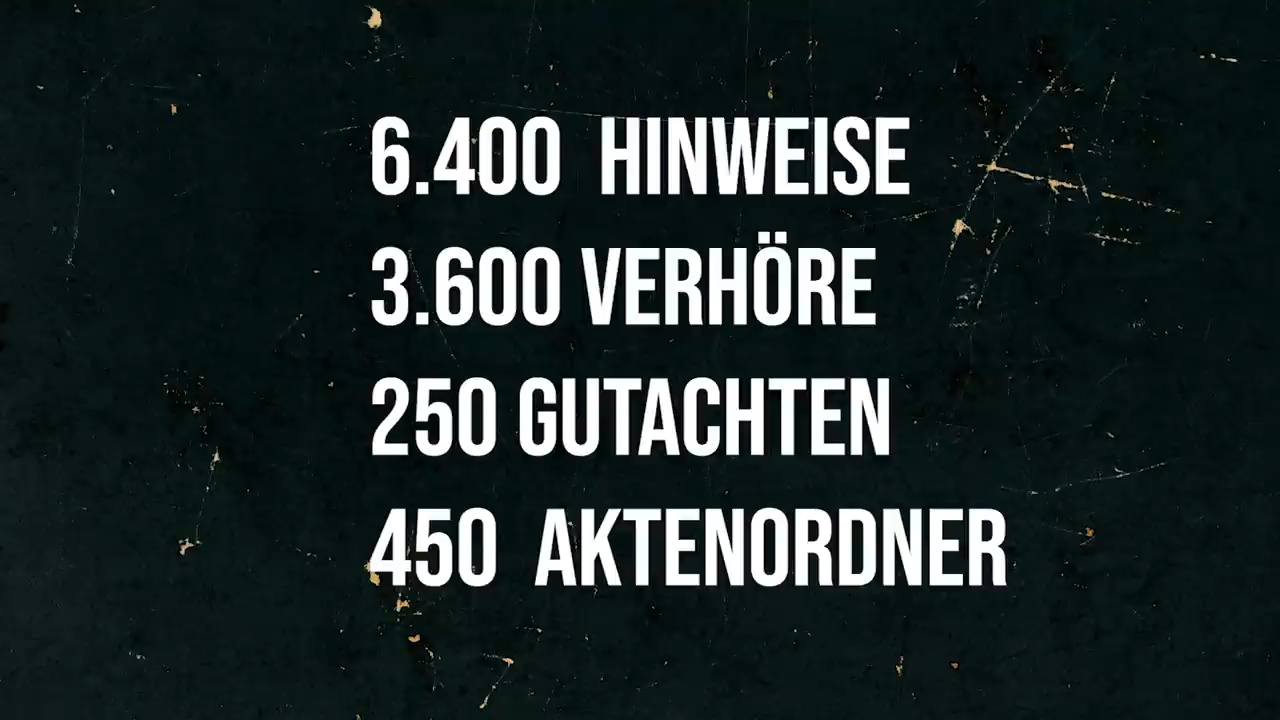 6.400 HINWEISE
3.600 VERHÖRE
250 GUTACHTEN
450 AKTENORDNER